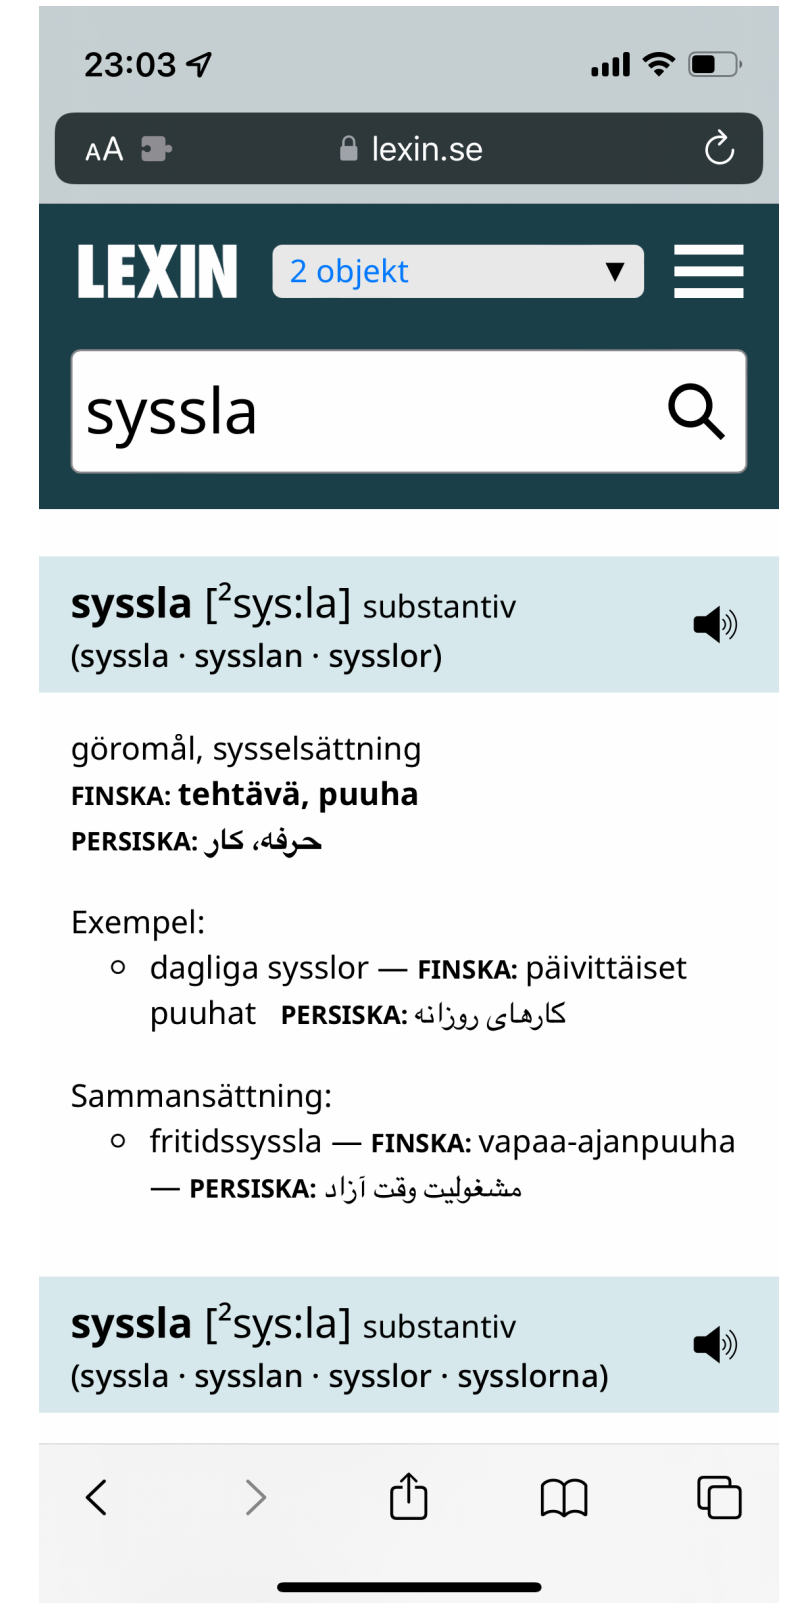 23:03
AA lexin.se
LEXIN 2 objekt ▼
syssla
syssla [²sỵs:la] substantiv
(syssla · sysslan · sysslor)
göromål, sysselsättning
FINSKA: tehtävä, puuha
PERSISKA: حرفه، کار
Exempel:
dagliga sysslor — FINSKA: päivittäiset
puuhat PERSISKA: کارهای روزانه
Sammansättning:
fritidssyssla — FINSKA: vapaa-ajanpuuha
— PERSISKA: مشغولیت وقت آزاد
syssla [²sỵs:la] substantiv
(syssla · sysslan · sysslor · sysslorna)